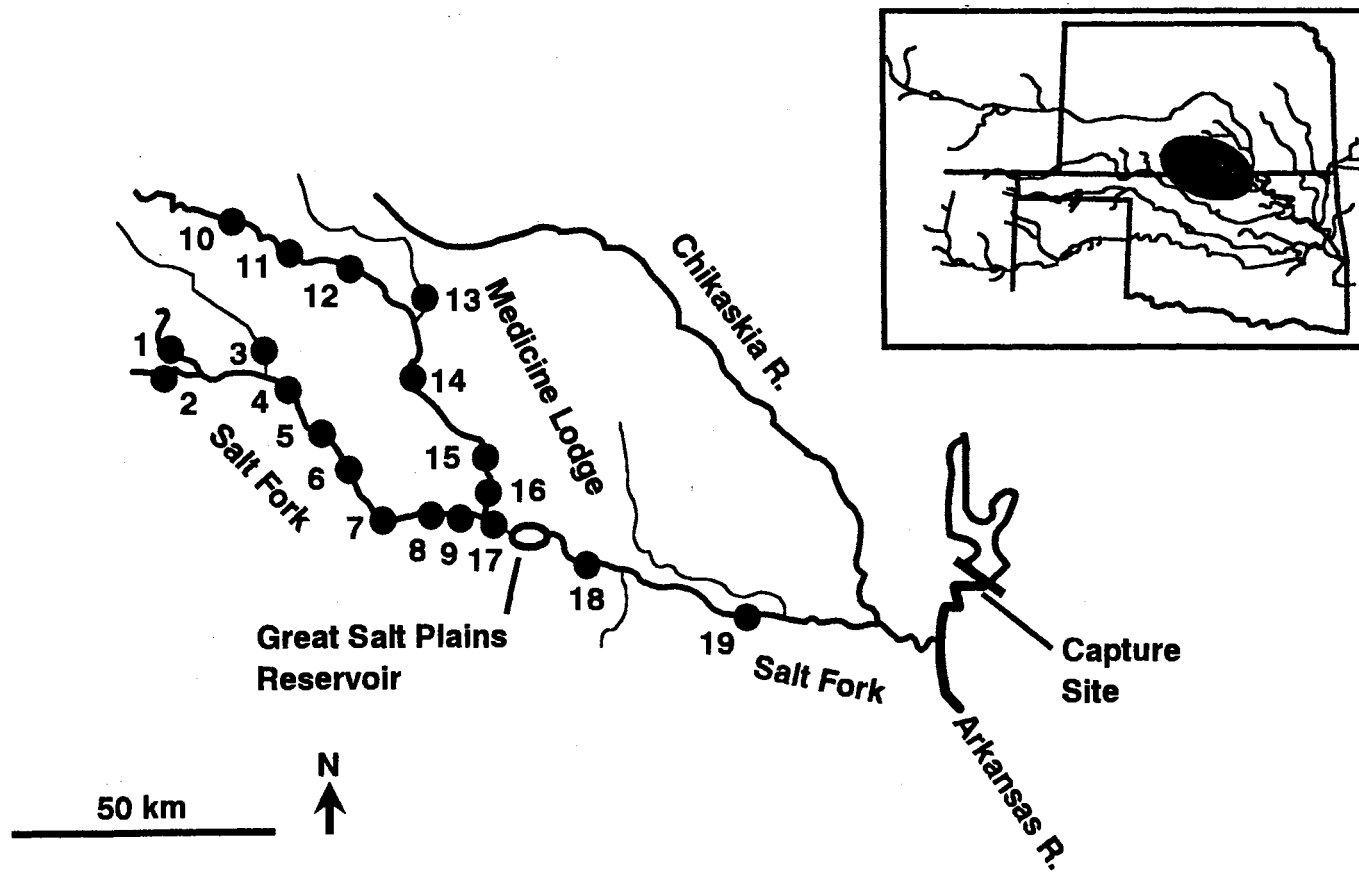 10
11
12
13
Medicine Lodge
Chikaskia R.
1
3
2
4
14
5
Salt Fork
15
6
16
7
8
9
17
18
19
Great Salt Plains
Reservoir
Salt Fork
Capture
Site
Arkansas R.
N
50 km